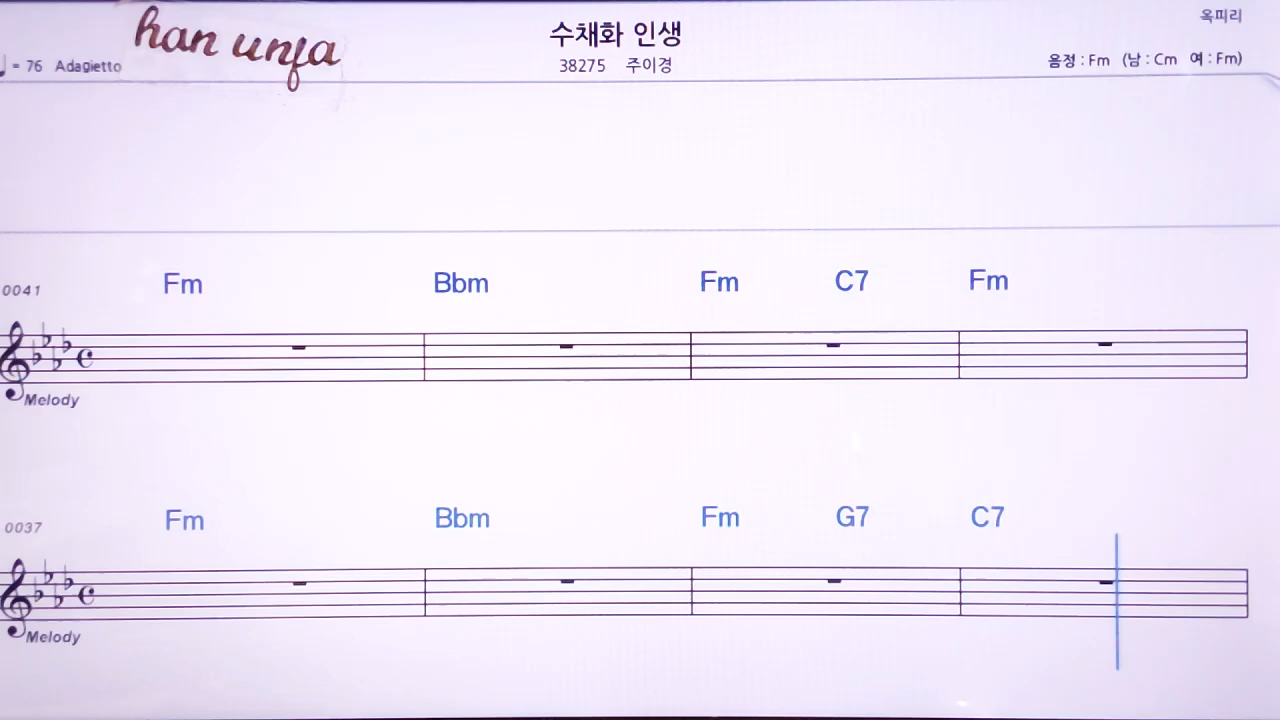 han unja
수채화 인생
옥피리
= 76 Adagietto
38275 주이경
음정 : Fm (남 : Cm 여 : Fm)
0041
Fm Bbm Fm C7 Fm
Melody
0037
Fm Bbm Fm G7 C7
Melody